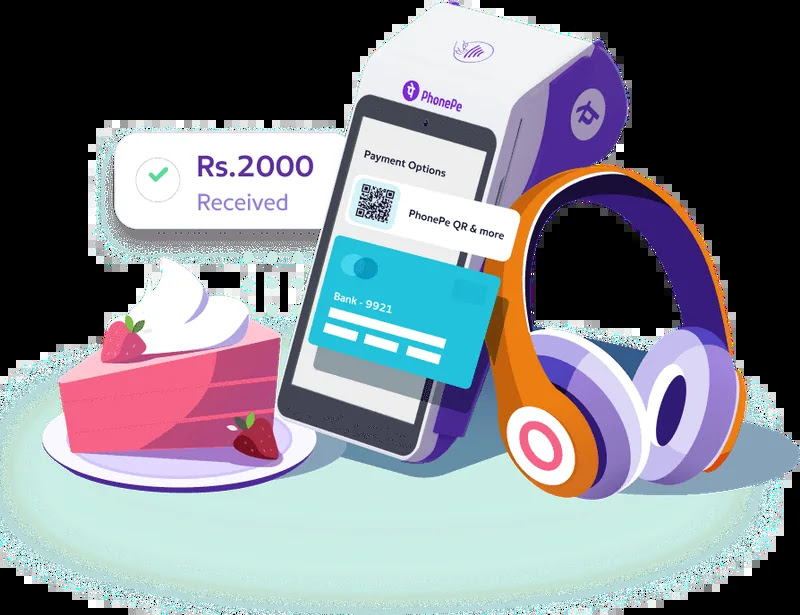 PhonePe
Rs.2000
Received
Payment Options
PhonePe QR & more
Bank - 9921